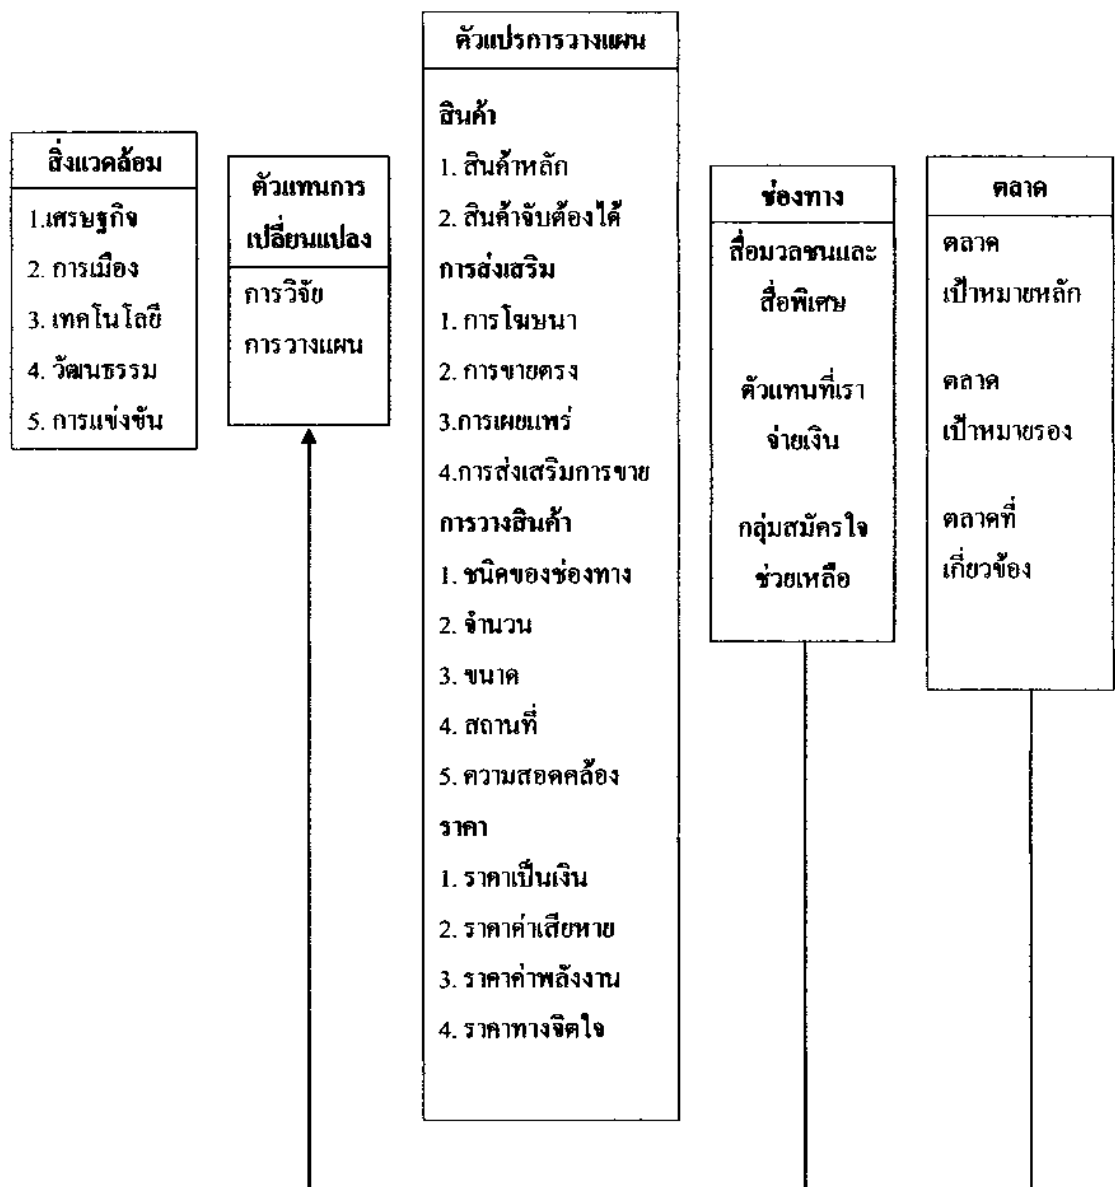 สิ่งแวดล้อม
1.เศรษฐกิจ
2. การเมือง
3. เทคโนโลยี
4. วัฒนธรรม
5. การแข่งขัน
ตัวแทนการ
เปลี่ยนแปลง
การวิจัย
การวางแผน
ตัวแปรการวางแผน
สินค้า
1. สินค้าหลัก
2. สินค้าจับต้องได้
การส่งเสริม
1. การโฆษนา
2. การขายตรง
3.การเผยแพร่
4.การส่งเสริมการขาย
การวางสินค้า
1. ชนิดของช่องทาง
2. จำนวน
3. ขนาด
4. สถานที่
5. ความสอดคล้อง
ราคา
1. ราคาเป็นเงิน
2. ราคาค่าเสียหาย
3. ราคาค่าพลังงาน
4. ราคาทางจิตใจ
ช่องทาง
สื่อมวลชนและ
สื่อพิเศษ
ตัวแทนที่เรา
จ่ายเงิน
กลุ่มสมัครใจ
ช่วยเหลือ
ตลาด
ตลาด
เป้าหมายหลัก
ตลาด
เป้าหมายรอง
ตลาดที่
เกี่ยวข้อง